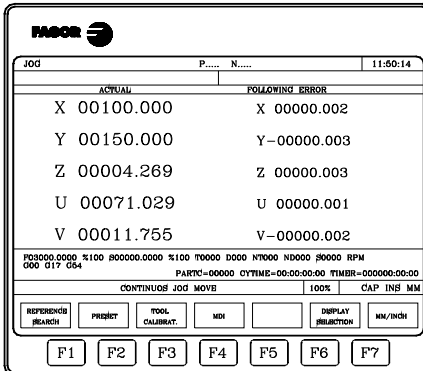 FAGOR
JOG P..... N..... 11:50:14
ACTUAL FOLLOWING ERROR
X 00100.000 X 00000.002
Y 00150.000 Y-00000.003
Z 00004.269 Z 00000.003
U 00071.029 U 00000.001
V 00011.755 V-00000.002
F03000.0000 %100 S00000.0000 %100 T0000 D000 NT000 ND000 S0000 RPM
G00 G17 G54
PARTC=00000 CYTIME=00:00:00:00 TIMER=000000:00:00
CONTINUOS JOG MOVE 100% CAP INS MM
REFERENCE SEARCH PRESET TOOL CALIBRAT. MDI DISPLAY SELECTION MM/INCH
F1 F2 F3 F4 F5 F6 F7